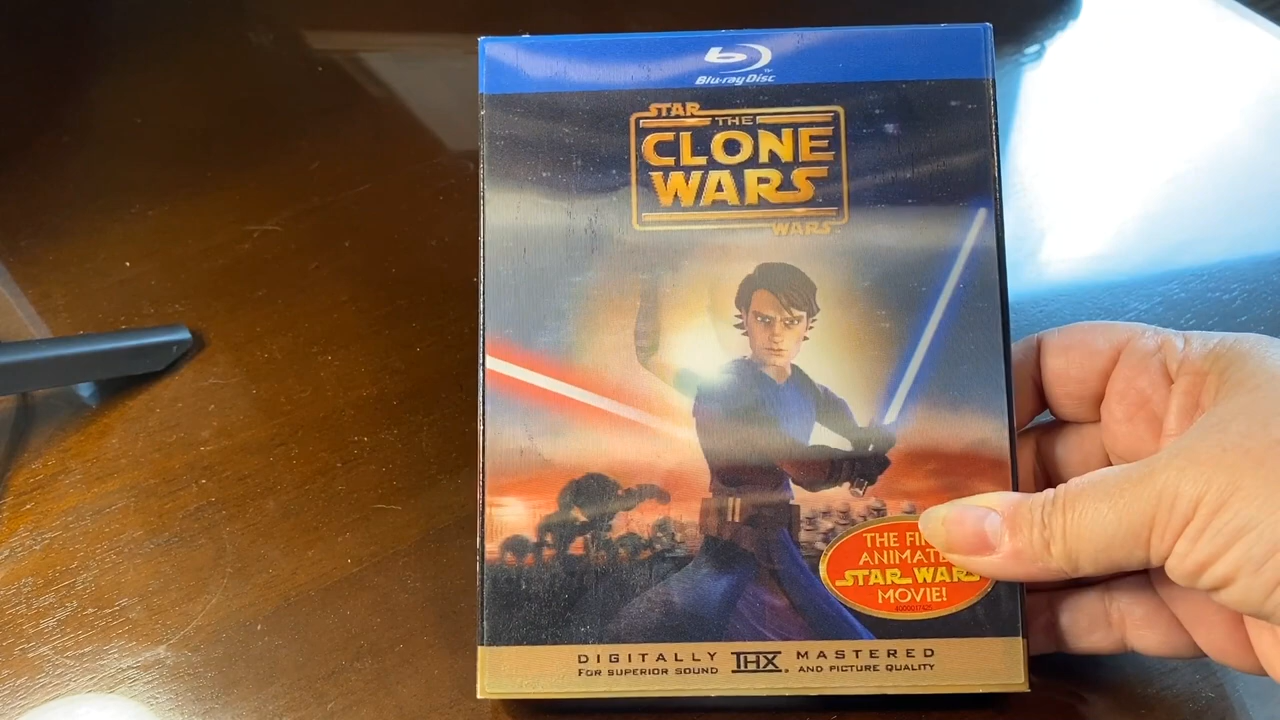 Blu-ray Disc
STAR
THE
CLONE
WARS
WARS
THE
ANIMATE
STAR WARS
MOVIE!
DIGITALLY THX MASTERED
FOR SUPERIOR SOUND AND PICTURE QUALITY